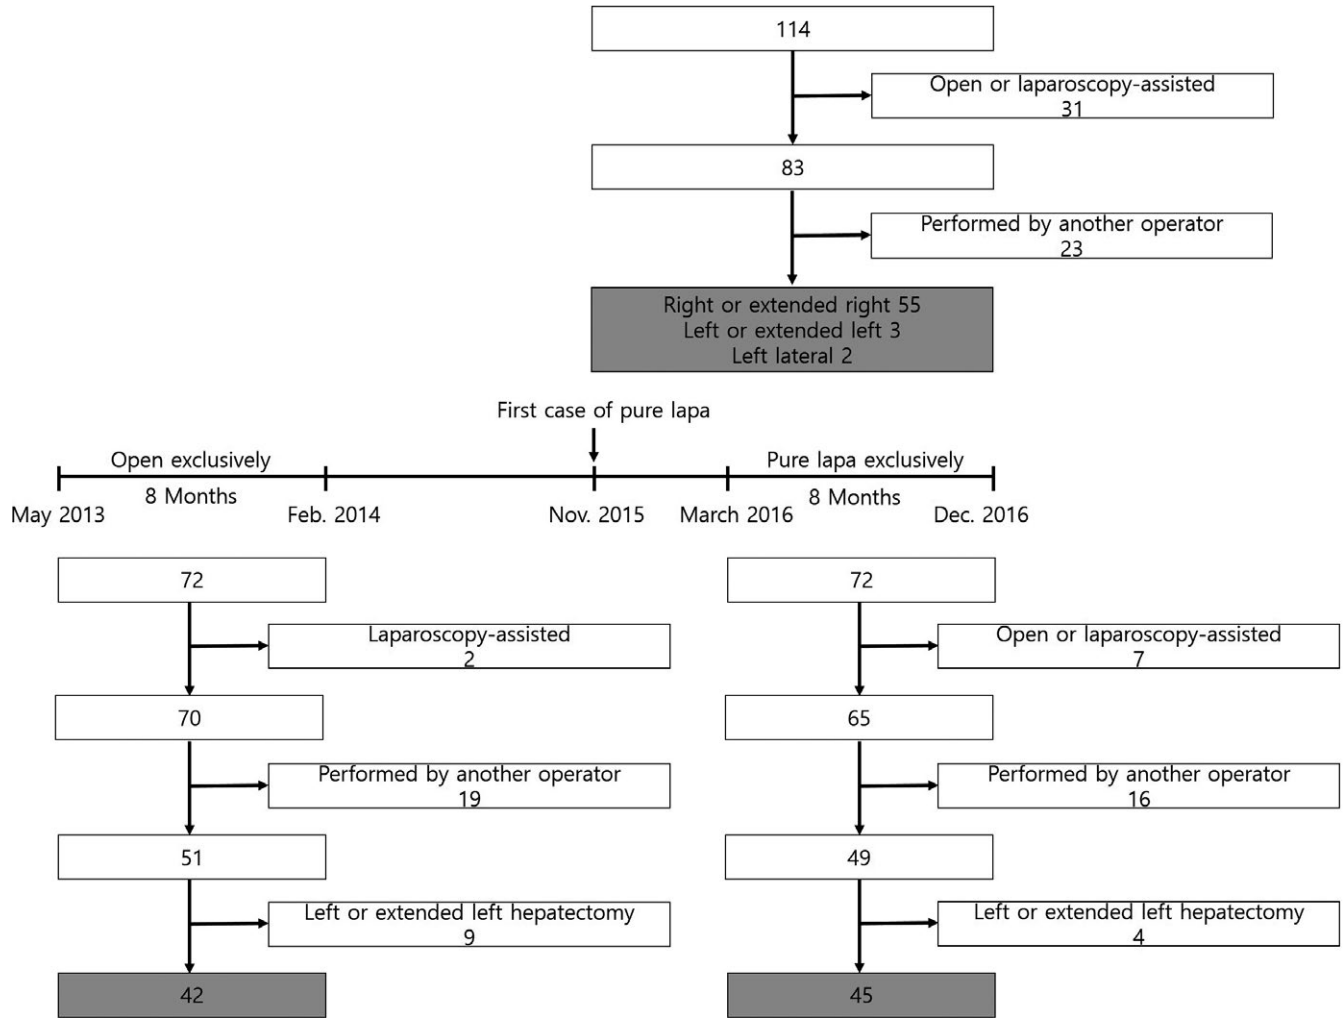 114
Open or laparoscopy-assisted
31
83
Performed by another operator
23
Right or extended right 55
Left or extended left 3
Left lateral 2
First case of pure lapa
Open exclusively
8 Months
Pure lapa exclusively
8 Months
May 2013
Feb. 2014
Nov. 2015
March 2016
Dec. 2016
72
Laparoscopy-assisted
2
70
Performed by another operator
19
51
Left or extended left hepatectomy
9
42
72
Open or laparoscopy-assisted
7
65
Performed by another operator
16
49
Left or extended left hepatectomy
4
45